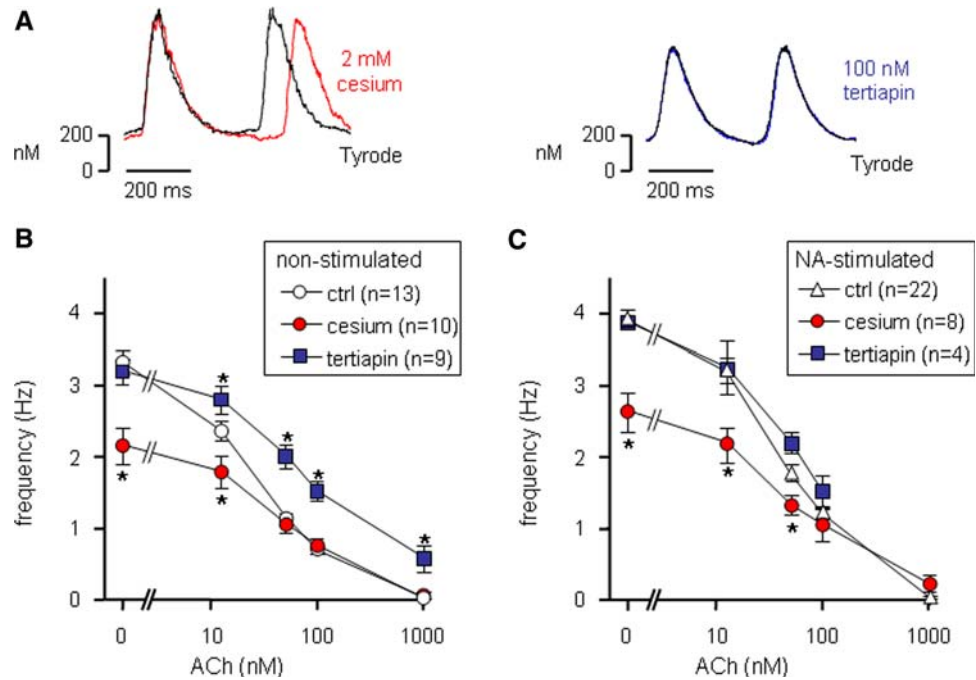 A
2 mM
cesium
nM
200
0
Tyrode
200 ms
100 nM
tertiapin
nM
200
0
Tyrode
200 ms
B
non-stimulated
ctrl (n=13)
cesium (n=10)
tertiapin (n=9)
frequency (Hz)
4
3
2
1
0
* * * * * *
0 10 100 1000
ACh (nM)
C
NA-stimulated
ctrl (n=22)
cesium (n=8)
tertiapin (n=4)
frequency (Hz)
4
3
2
1
0
* * *
0 10 100 1000
ACh (nM)